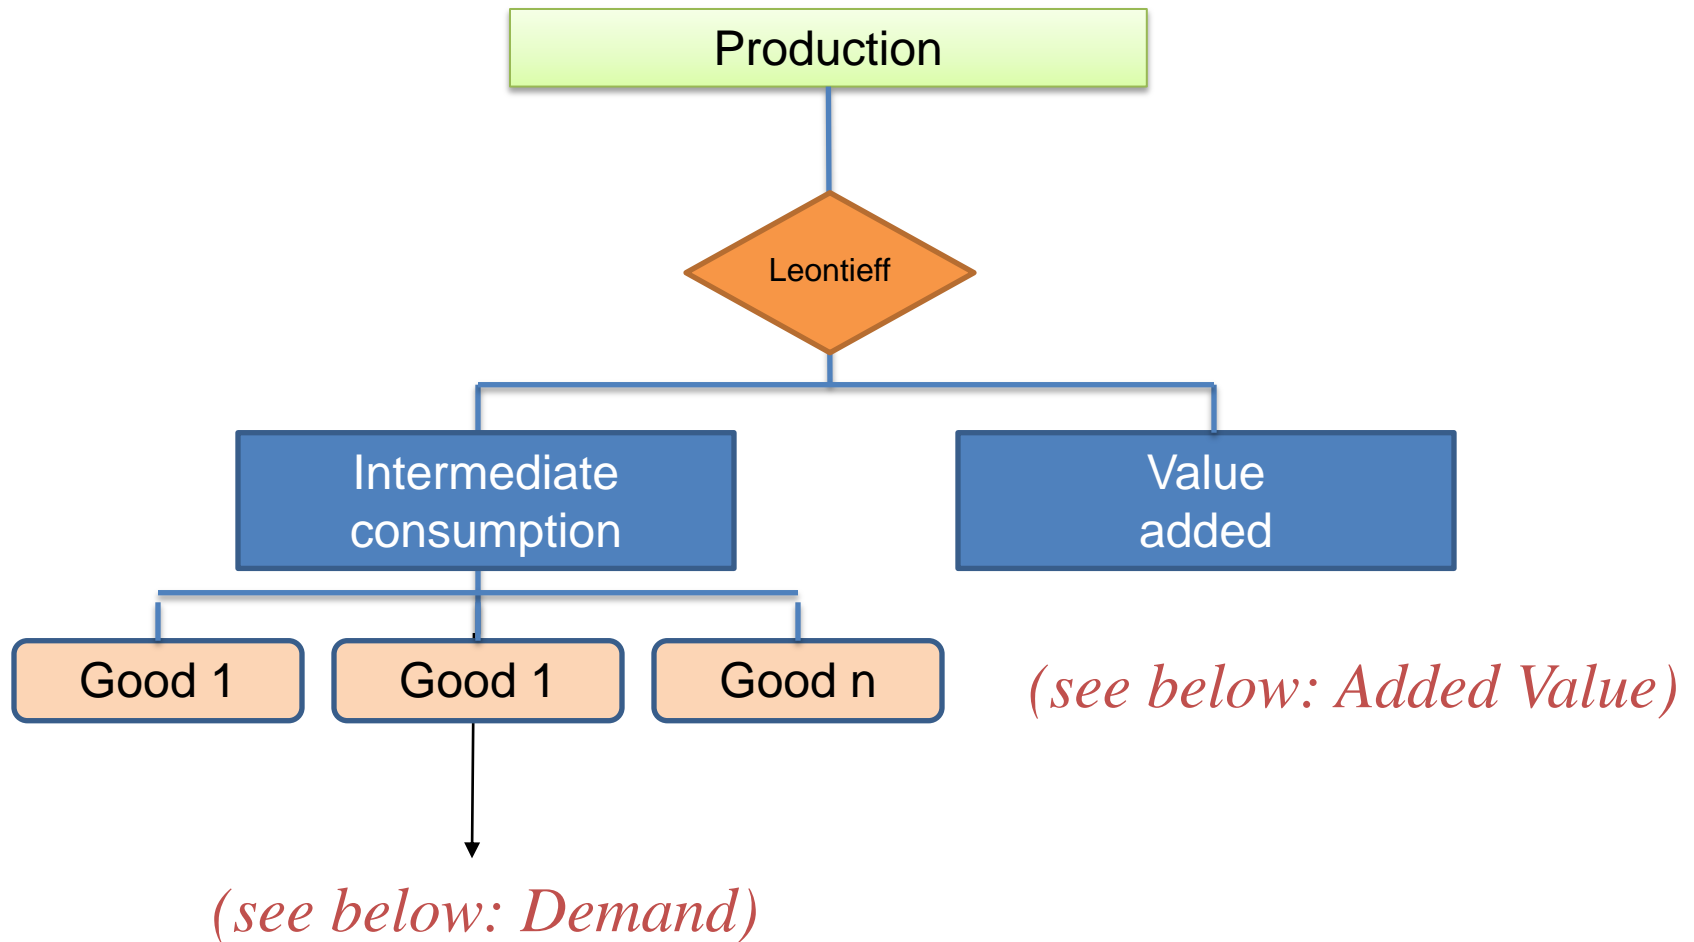 Production
Leontieff
Intermediate
consumption
Value
added
Good 1
Good 1
Good n
(see below: Added Value)
(see below: Demand)